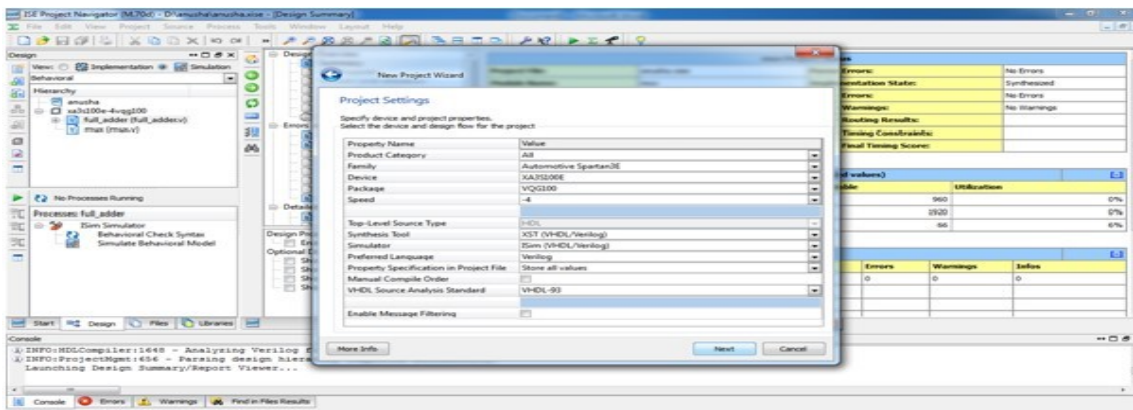 ISE Project Navigator (M.70d) - D:\anusha\anusha.xise - [Design Summary]
File Edit View Project Source Process Tools Window Layout Help
Design
View: Implementation Simulation
Behavioral
Hierarchy
anusha
xa3s100e-4vqg100
full_adder (full_adder.v)
mux (mux.v)
No Processes Running
Processes: full_adder
ISim Simulator
Behavioral Check Syntax
Simulate Behavioral Model
Start Design Files Libraries
New Project Wizard
Project Settings
Specify device and project properties.
Select the device and design flow for the project
Property Name Value
Product Category All
Family Automotive Spartan3E
Device XA3S100E
Package VQG100
Speed -4
Top-Level Source Type HDL
Synthesis Tool XST (VHDL/Verilog)
Simulator ISim (VHDL/Verilog)
Preferred Language Verilog
Property Specification in Project File Store all values
Manual Compile Order
VHDL Source Analysis Standard VHDL-93
Enable Message Filtering
More Info Next Cancel
Errors: No Errors
Implementation State: Synthesized
Errors: No Errors
Warnings: No Warnings
Routing Results:
Timing Constraints:
Final Timing Score:
Utilization
960 0%
1920 0%
66 6%
Errors Warnings Infos
0 0 0
Console
INFO:HDLCompiler:1648 - Analyzing Verilog
INFO:ProjectMgmt:656 - Parsing design hiera
Launching Design Summary/Report Viewer...
Console Errors Warnings Find in Files Results